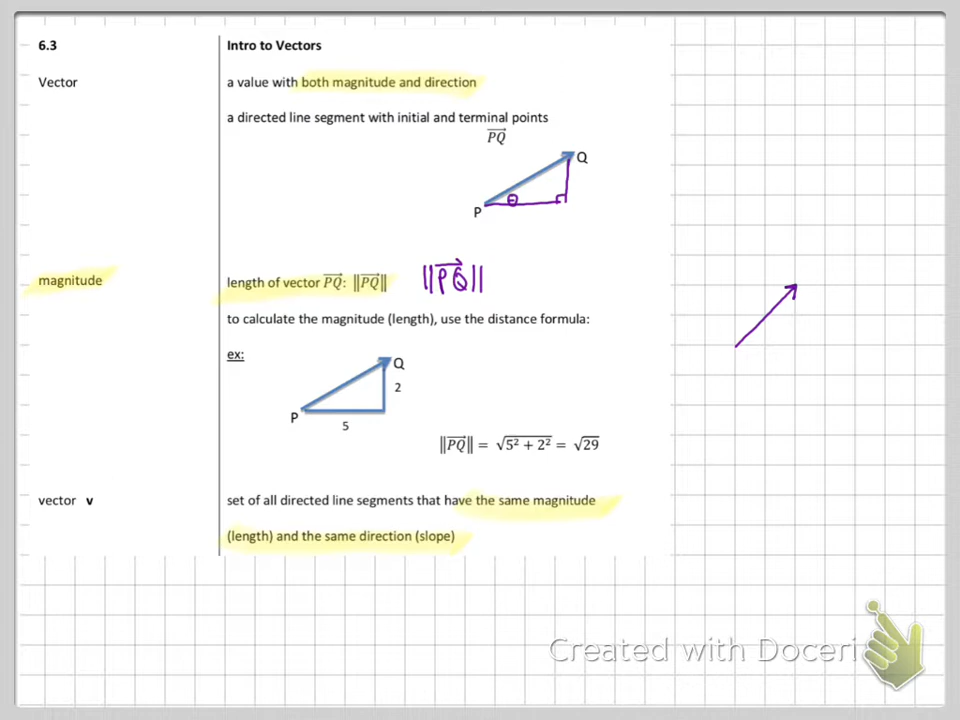 6.3 Intro to Vectors
Vector a value with both magnitude and direction
a directed line segment with initial and terminal points
PQ
Q
θ
P
magnitude length of vector PQ: ‖PQ‖ ||PQ||
to calculate the magnitude (length), use the distance formula:
ex:
Q
2
P
5
‖PQ‖ = √5² + 2² = √29
vector v set of all directed line segments that have the same magnitude
(length) and the same direction (slope)
Created with Doceri